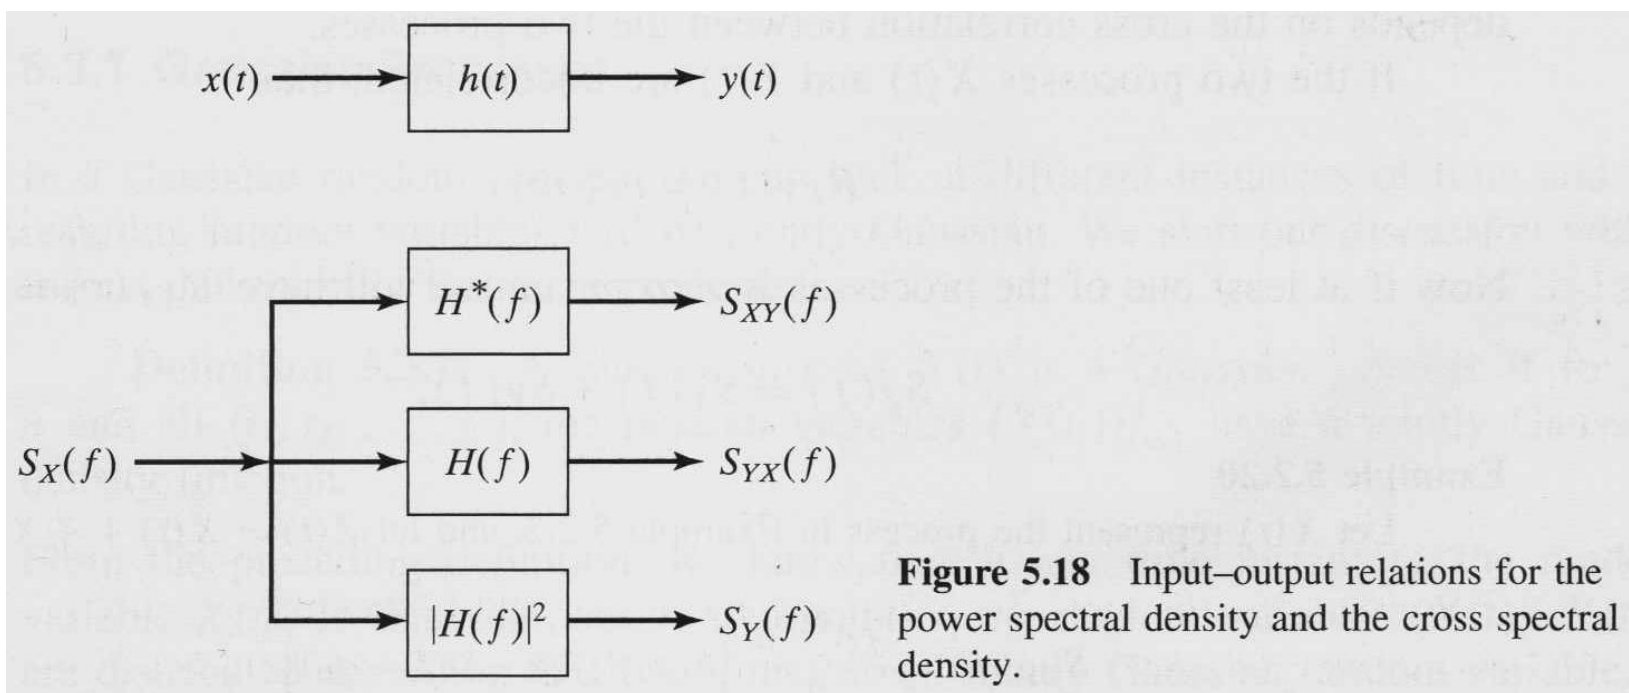 x(t) h(t) y(t)
H*(f) S_XY(f)
S_X(f) H(f) S_YX(f)
|H(f)|² S_Y(f)
Figure 5.18 Input–output relations for the
power spectral density and the cross spectral
density.